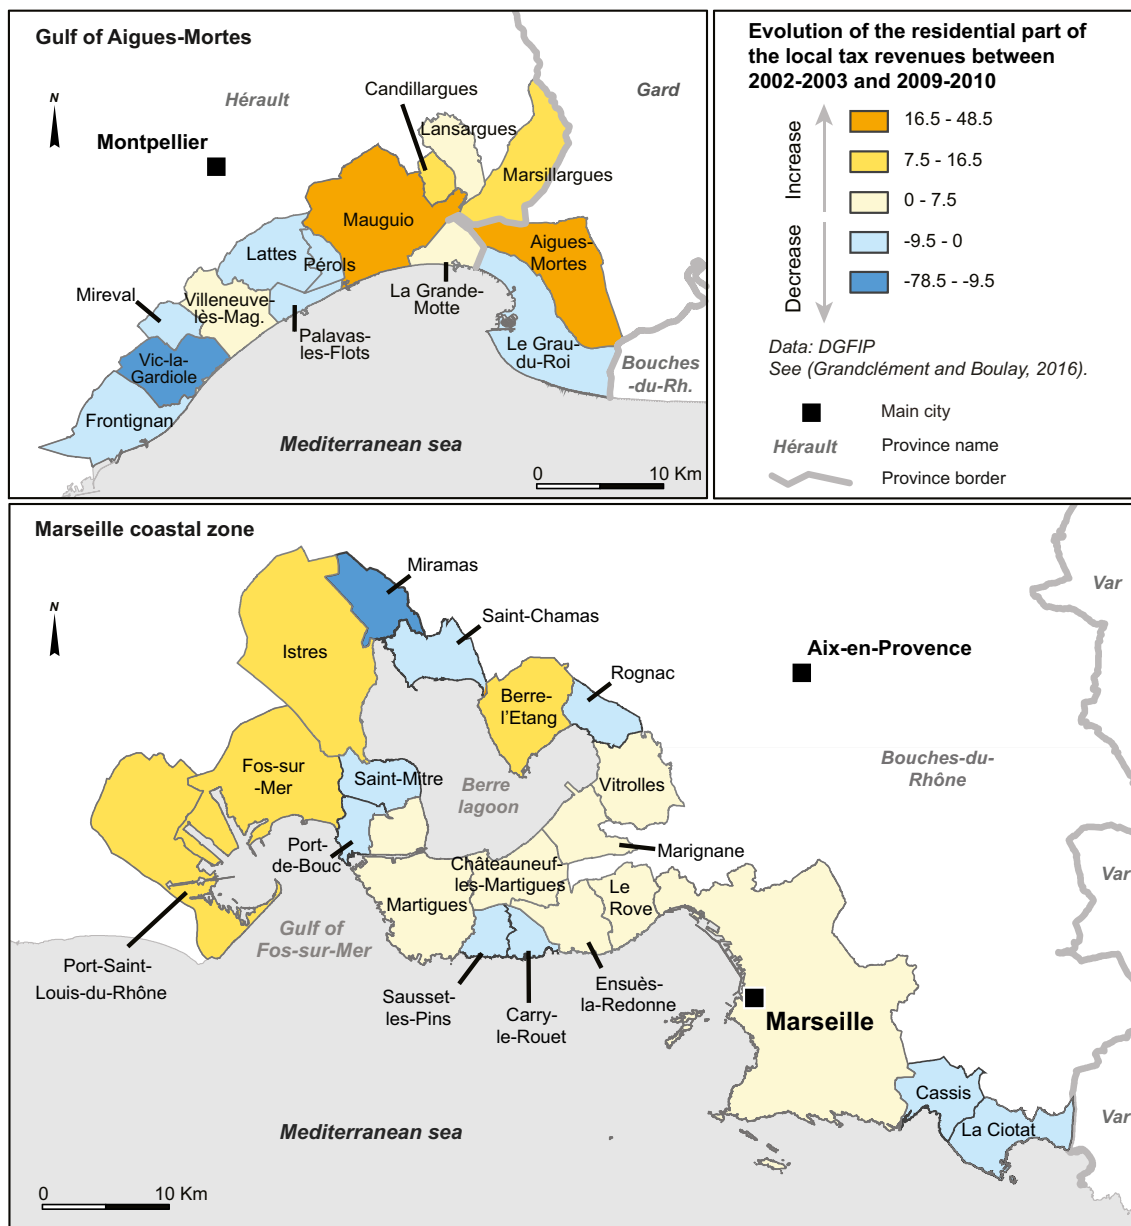 Gulf of Aigues-Mortes
N
Hérault
Gard
Candillargues
Lansargues
Montpellier
Marsillargues
Mauguio
Aigues-
Mortes
Lattes
Pérols
Mireval
Villeneuve-
lès-Mag.
La Grande-
Motte
Palavas-
les-Flots
Le Grau-
du-Roi
Vic-la-
Gardiole
Bouches
-du-Rh.
Frontignan
Mediterranean sea
0 10 Km
Evolution of the residential part of
the local tax revenues between
2002-2003 and 2009-2010
Increase
Decrease
16.5 - 48.5
7.5 - 16.5
0 - 7.5
-9.5 - 0
-78.5 - -9.5
Data: DGFIP
See (Grandclément and Boulay, 2016).
Main city
Hérault Province name
Province border
Marseille coastal zone
N
Miramas
Var
Saint-Chamas
Istres
Aix-en-Provence
Rognac
Berre-
l'Etang
Bouches-du-
Rhône
Fos-sur
-Mer
Saint-Mitre
Berre
lagoon
Vitrolles
Port-
de-Bouc
Marignane
Châteauneuf-
les-Martigues
Var
Martigues
Le
Rove
Gulf of
Fos-sur-Mer
Port-Saint-
Louis-du-Rhône
Sausset-
les-Pins
Carry-
le-Rouet
Ensuès-
la-Redonne
Marseille
Cassis
La Ciotat
Var
Mediterranean sea
0 10 Km